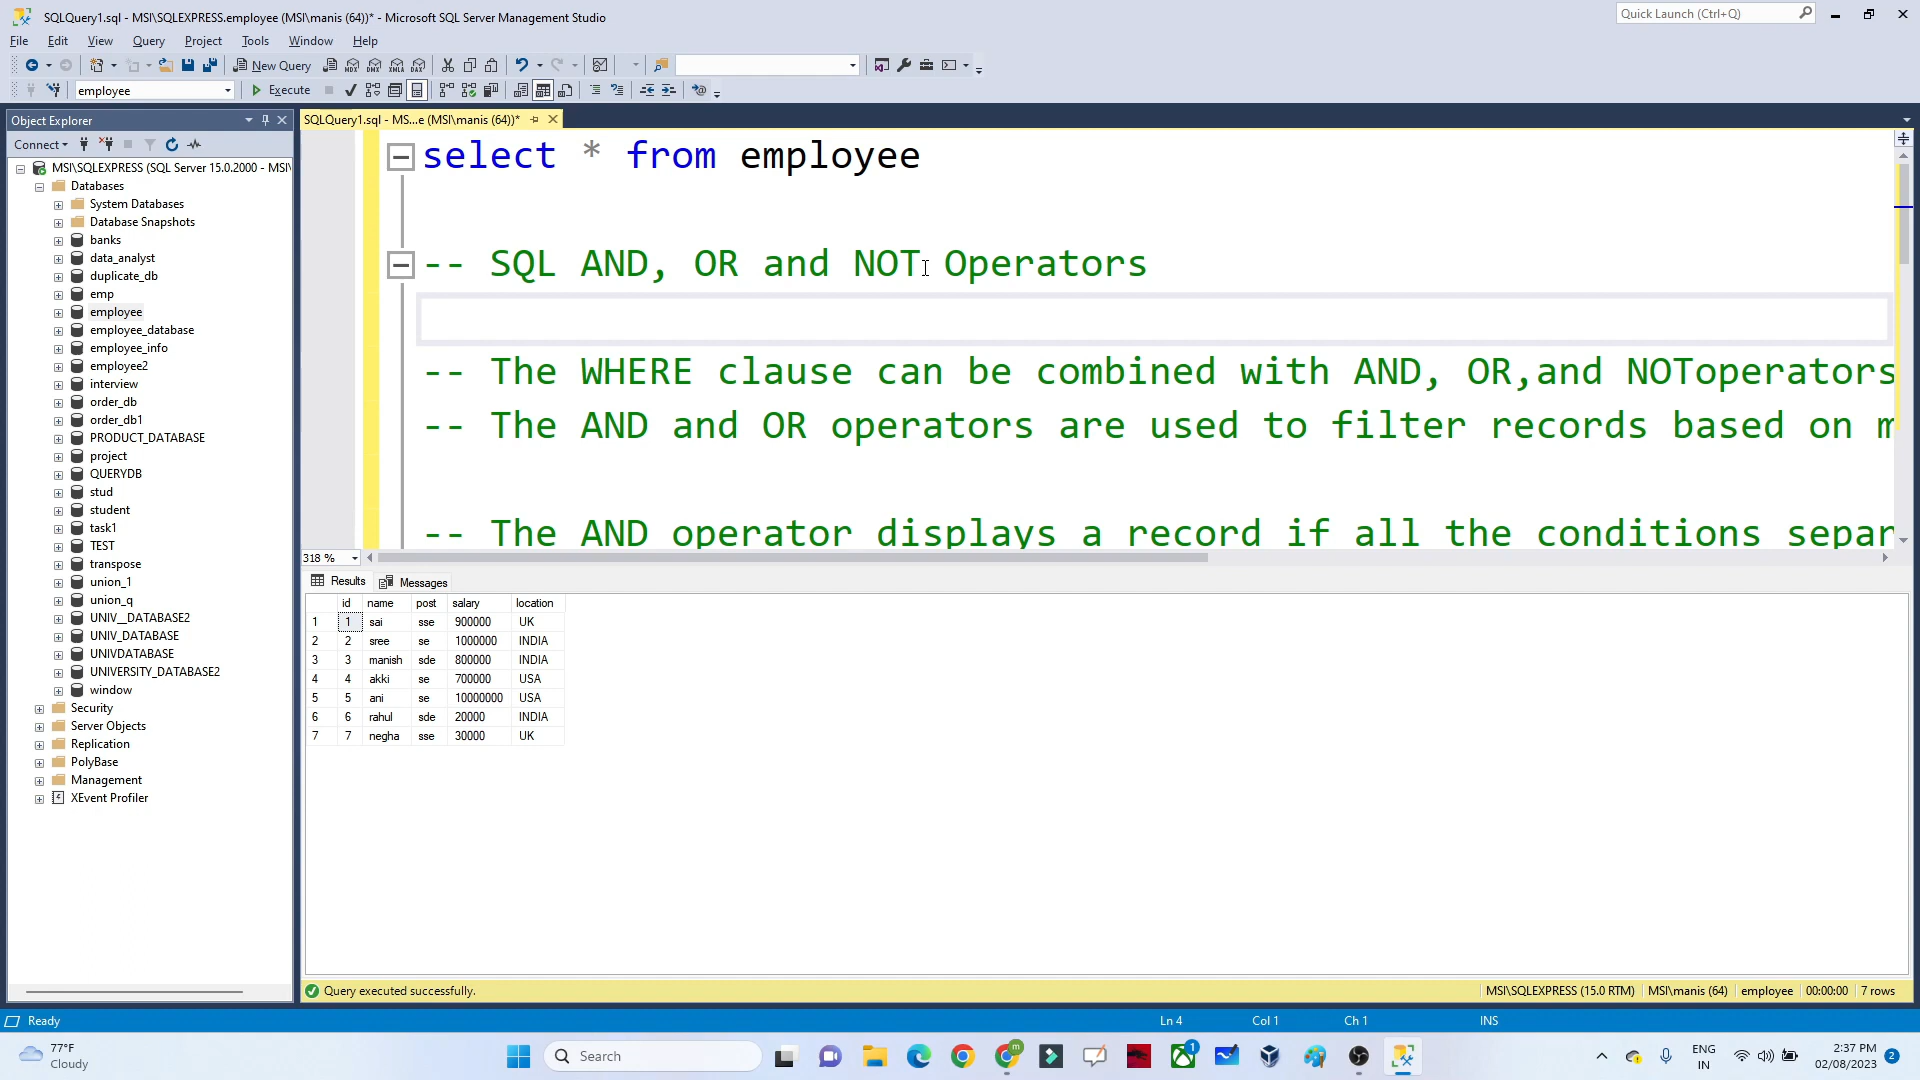 SQLQuery1.sql - MSI\SQLEXPRESS.employee (MSI\manis (64))* - Microsoft SQL Server Management Studio
Quick Launch (Ctrl+Q)
File Edit View Query Project Tools Window Help
New Query
employee
Execute
Object Explorer
Connect
MSI\SQLEXPRESS (SQL Server 15.0.2000 - MSI\
Databases
System Databases
Database Snapshots
banks
data_analyst
duplicate_db
emp
employee
employee_database
employee_info
employee2
interview
order_db
order_db1
PRODUCT_DATABASE
project
QUERYDB
stud
student
task1
TEST
transpose
union_1
union_q
UNIV__DATABASE2
UNIV_DATABASE
UNIVDATABASE
UNIVERSITY_DATABASE2
window
Security
Server Objects
Replication
PolyBase
Management
XEvent Profiler
SQLQuery1.sql - MS...e (MSI\manis (64))*
select * from employee
-- SQL AND, OR and NOT Operators
-- The WHERE clause can be combined with AND, OR,and NOToperators
-- The AND and OR operators are used to filter records based on m
-- The AND operator displays a record if all the conditions separ
318 %
Results Messages
id name post salary location
1 1 sai sse 900000 UK
2 2 sree se 1000000 INDIA
3 3 manish sde 800000 INDIA
4 4 akki se 700000 USA
5 5 ani se 10000000 USA
6 6 rahul sde 20000 INDIA
7 7 negha sse 30000 UK
Query executed successfully.
MSI\SQLEXPRESS (15.0 RTM) MSI\manis (64) employee 00:00:00 7 rows
Ready
Ln 4 Col 1 Ch 1 INS
77°F
Cloudy
Search
m
1
ENG
IN
2:37 PM
02/08/2023
2